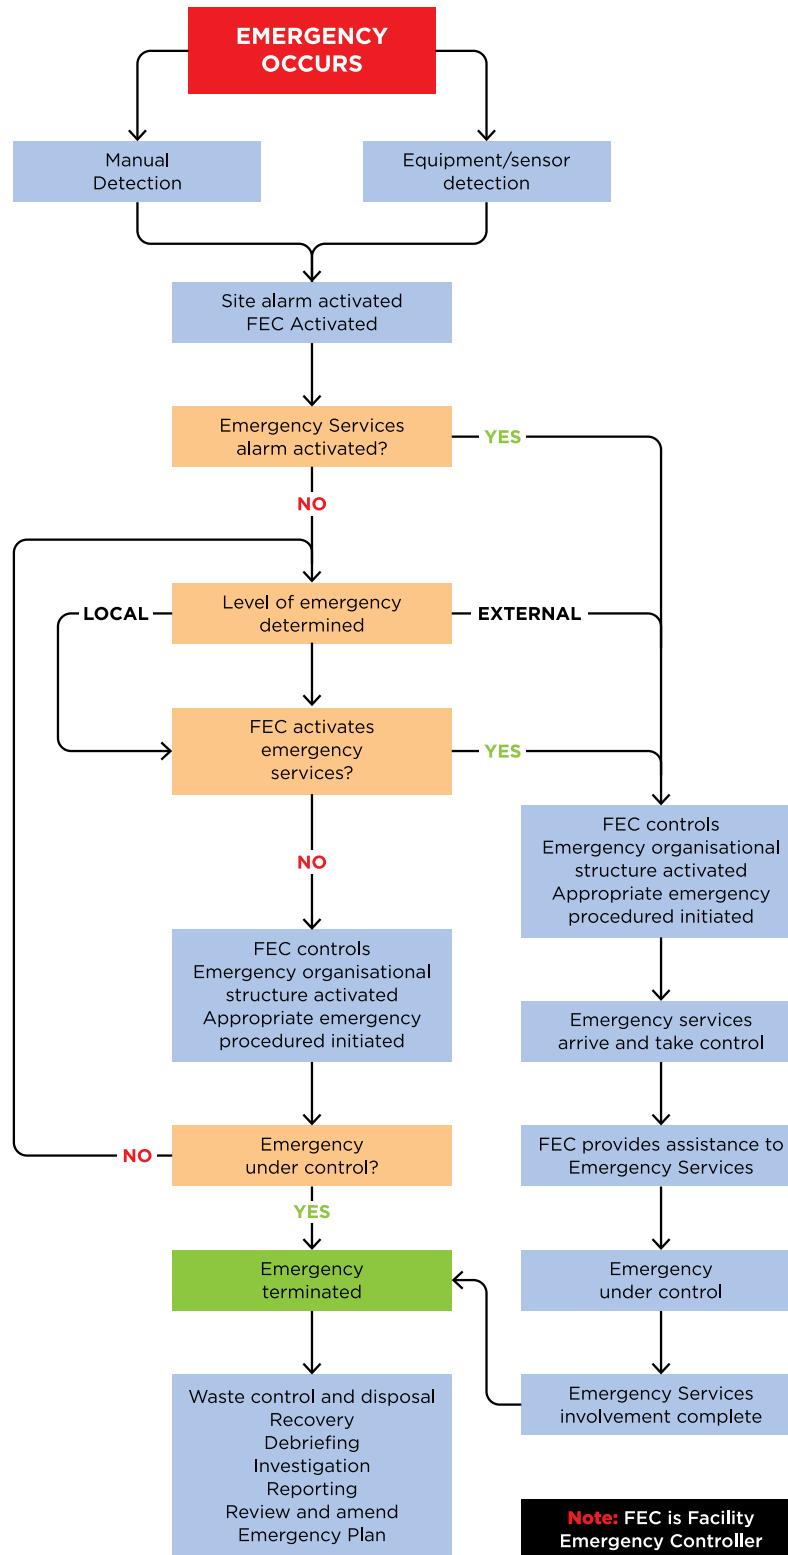 EMERGENCY
OCCURS
Manual
Detection
Equipment/sensor
detection
Site alarm activated
FEC Activated
Emergency Services
alarm activated?
YES
NO
LOCAL
Level of emergency
determined
EXTERNAL
FEC activates
emergency
services?
YES
NO
FEC controls
Emergency organisational
structure activated
Appropriate emergency
procedured initiated
FEC controls
Emergency organisational
structure activated
Appropriate emergency
procedured initiated
Emergency services
arrive and take control
NO
Emergency
under control?
FEC provides assistance to
Emergency Services
YES
Emergency
terminated
Emergency
under control
Waste control and disposal
Recovery
Debriefing
Investigation
Reporting
Review and amend
Emergency Plan
Emergency Services
involvement complete
Note: FEC is Facility
Emergency Controller